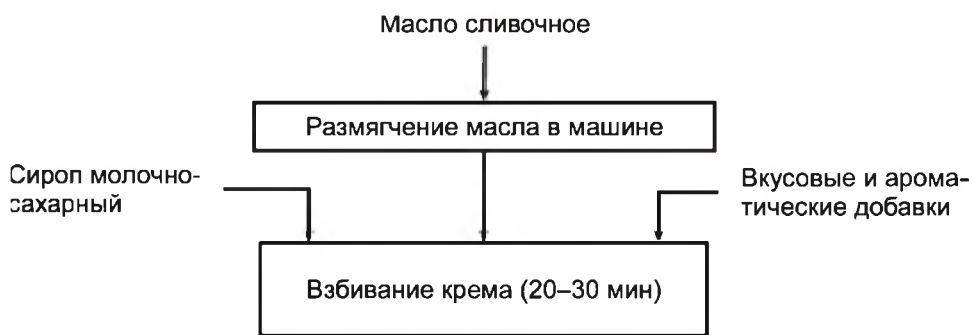 Масло сливочное
Размягчение масла в машине
Сироп молочно-
сахарный
Вкусовые и арома-
тические добавки
Взбивание крема (20–30 мин)